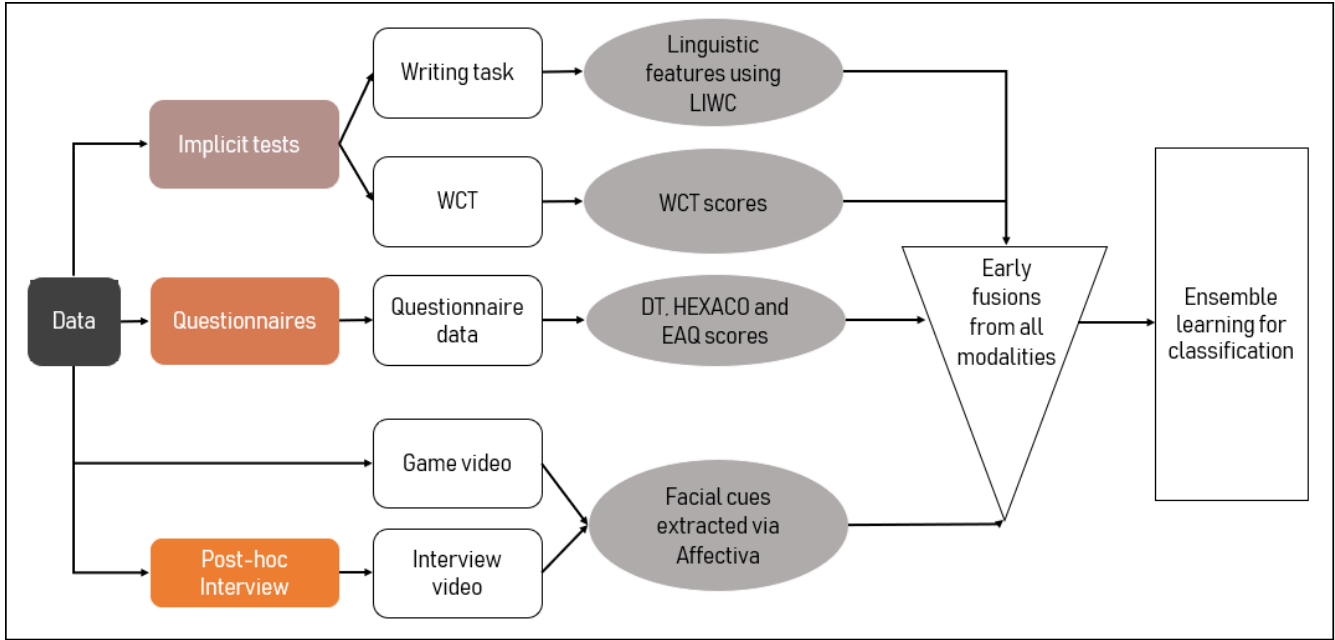 Data
Implicit tests
Writing task
Linguistic
features using
LIWC
WCT
WCT scores
Questionnaires
Questionnaire
data
DT, HEXACO and
EAQ scores
Game video
Post-hoc
Interview
Interview
video
Facial cues
extracted via
Affectiva
Early
fusions
from all
modalities
Ensemble
learning for
classification